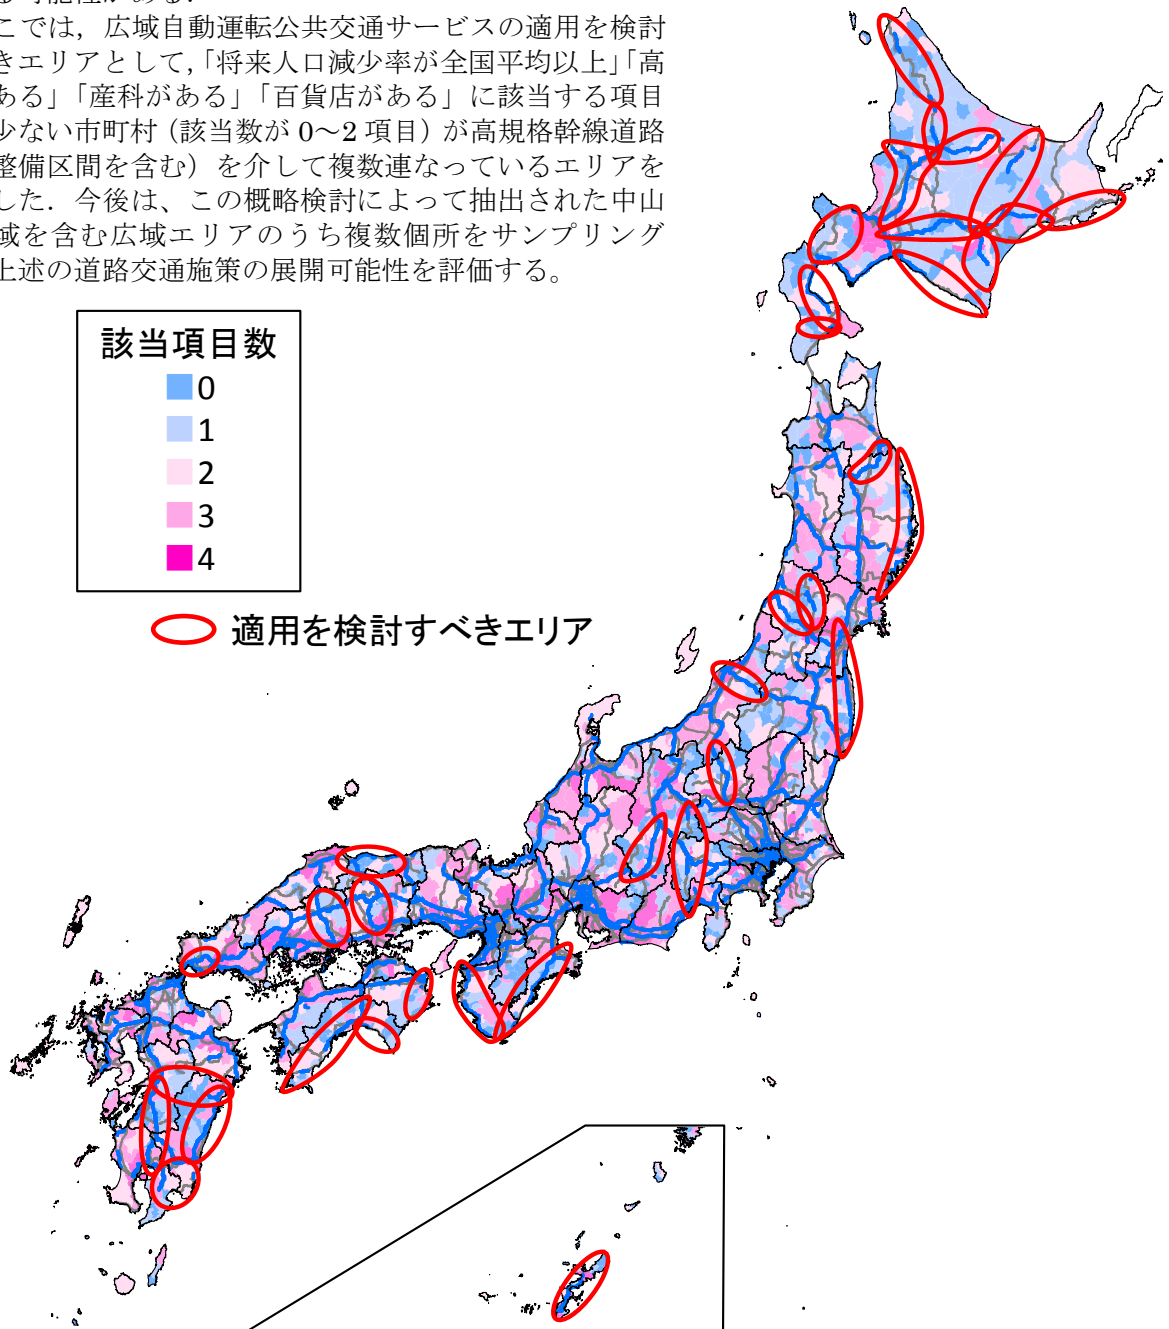 る可能性がある.
こでは，広域自動運転公共交通サービスの適用を検討
きエリアとして，「将来人口減少率が全国平均以上」「高
ある」「産科がある」「百貨店がある」に該当する項目
少ない市町村（該当数が 0～2 項目）が高規格幹線道路
整備区間を含む）を介して複数連なっているエリアを
した．今後は、この概略検討によって抽出された中山
域を含む広域エリアのうち複数個所をサンプリング
上述の道路交通施策の展開可能性を評価する。
該当項目数
0
1
2
3
4
適用を検討すべきエリア